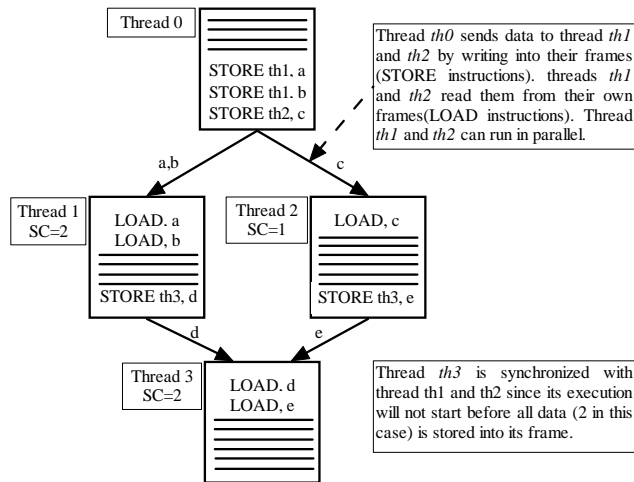 Thread 0
STORE th1, a
STORE th1. b
STORE th2, c
Thread th0 sends data to thread th1
and th2 by writing into their frames
(STORE instructions). threads th1
and th2 read them from their own
frames(LOAD instructions). Thread
th1 and th2 can run in parallel.
a,b
c
Thread 1
SC=2
LOAD. a
LOAD, b
STORE th3, d
Thread 2
SC=1
LOAD, c
STORE th3, e
d
e
Thread 3
SC=2
LOAD. d
LOAD, e
Thread th3 is synchronized with
thread th1 and th2 since its execution
will not start before all data (2 in this
case) is stored into its frame.